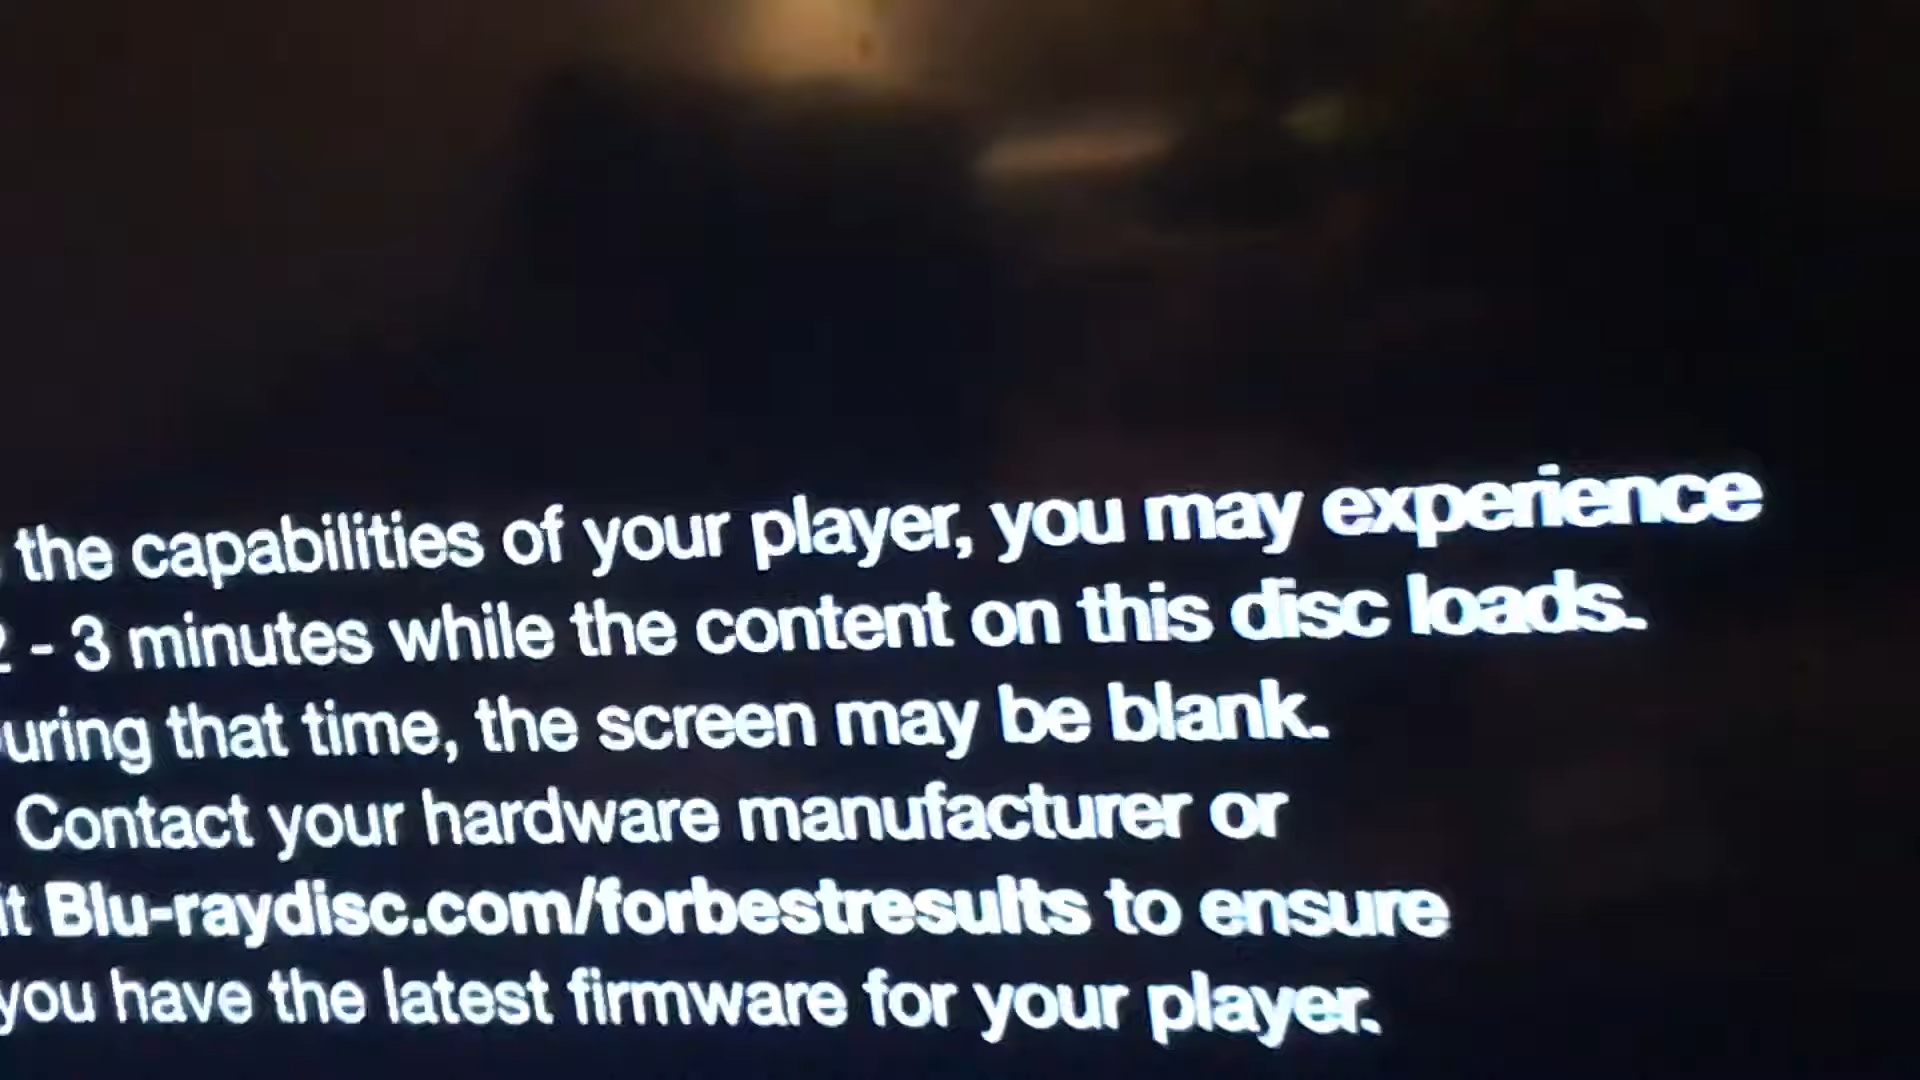 the capabilities of your player, you may experience
- 3 minutes while the content on this disc loads.
uring that time, the screen may be blank.
Contact your hardware manufacturer or
it Blu-raydisc.com/forbestresults to ensure
you have the latest firmware for your player.